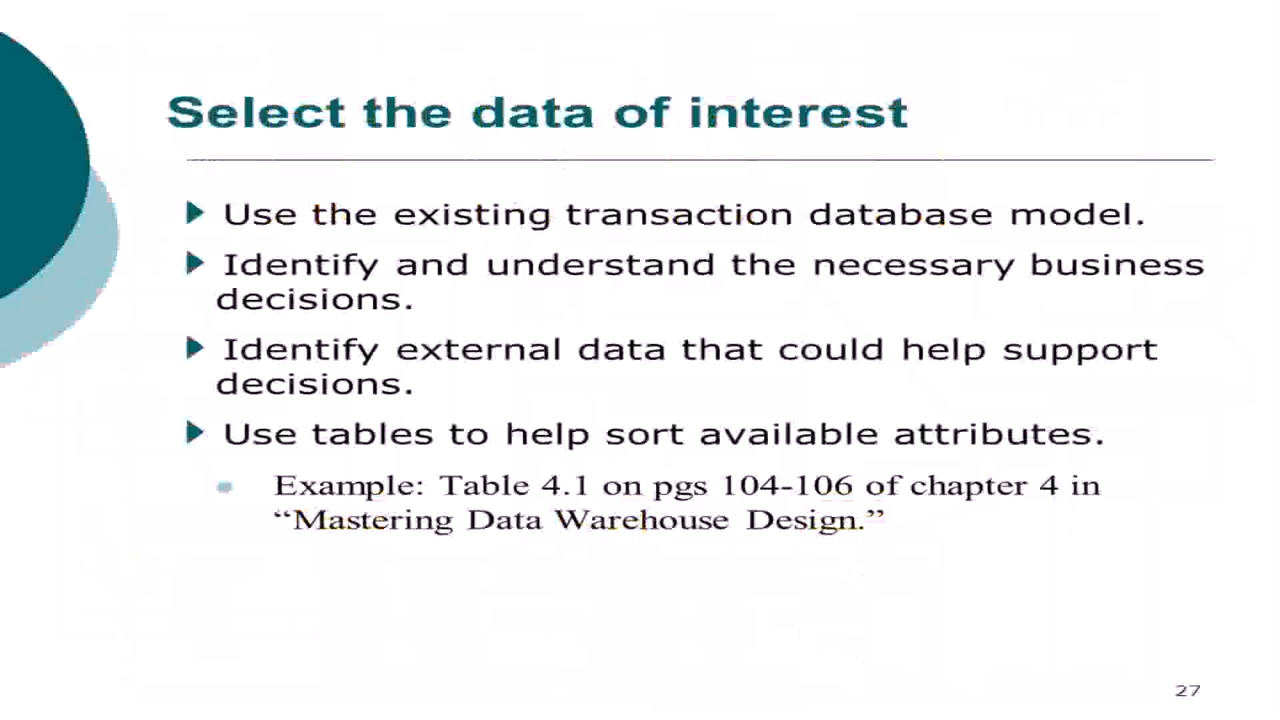 Select the data of interest
Use the existing transaction database model.
Identify and understand the necessary business
decisions.
Identify external data that could help support
decisions.
Use tables to help sort available attributes.
Example: Table 4.1 on pgs 104-106 of chapter 4 in
“Mastering Data Warehouse Design.”
27